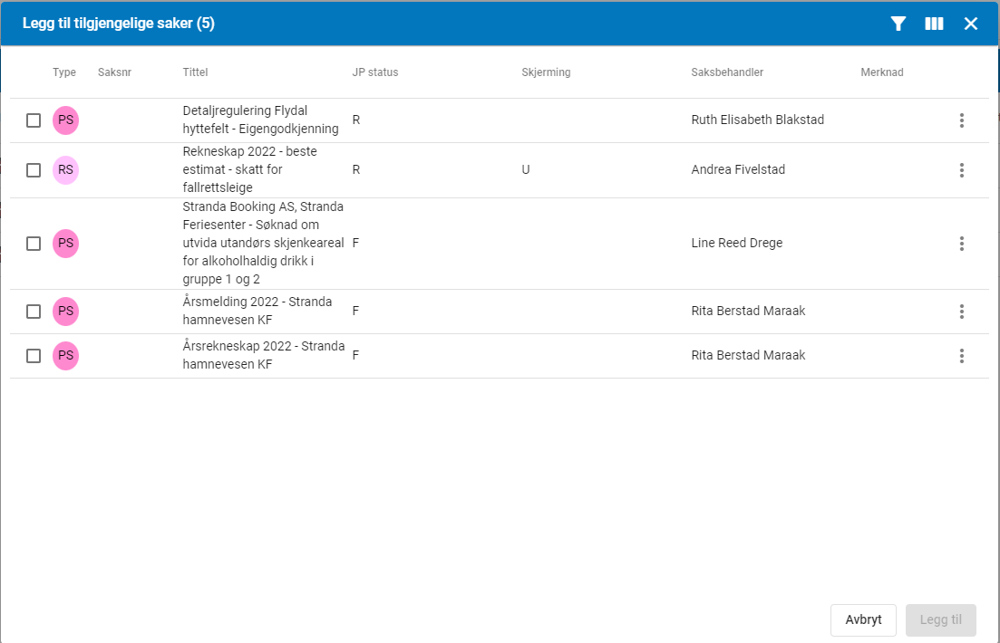 Legg til tilgjengelige saker (5)
Type Saksnr Tittel JP status Skjerming Saksbehandler Merknad
Detaljregulering Flydal
PS hyttefelt - Eigengodkjenning R Ruth Elisabeth Blakstad
Rekneskap 2022 - beste
RS estimat - skatt for R U Andrea Fivelstad
fallrettsleige
Stranda Booking AS, Stranda
Feriesenter - Søknad om
PS utvida utandørs skjenkeareal F Line Reed Drege
for alkoholhaldig drikk i
gruppe 1 og 2
Årsmelding 2022 - Stranda
PS hamnevesen KF F Rita Berstad Maraak
Årsrekneskap 2022 - Stranda
PS hamnevesen KF F Rita Berstad Maraak
Avbryt Legg til